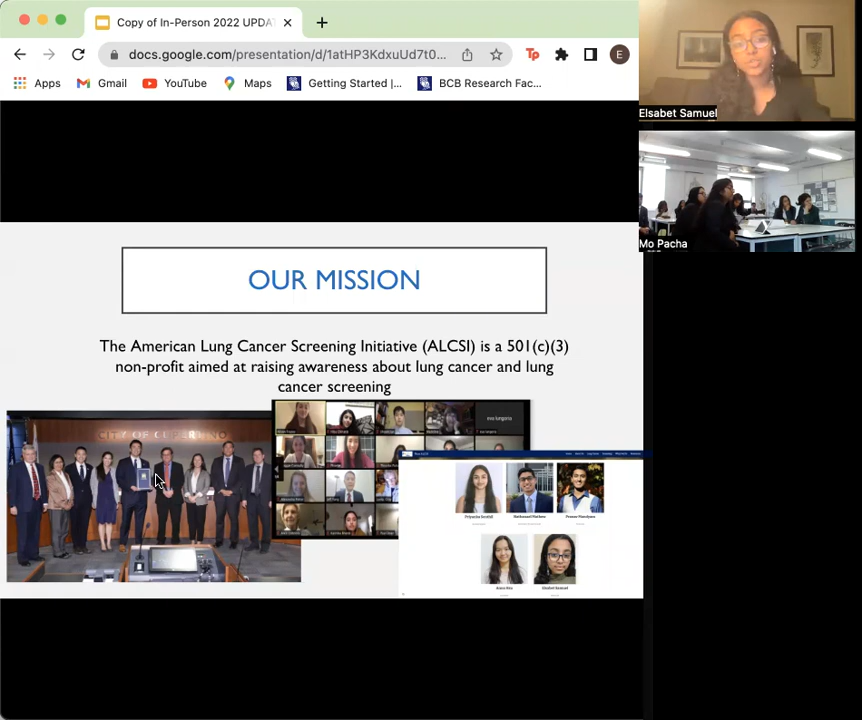 Copy of In-Person 2022 UPDA
docs.google.com/presentation/d/1atHP3KdxuUd7t0...
E
Apps
Gmail
YouTube
Maps
Getting Started |...
BCB Research Fac...
Elsabet Samuel
Mo Pacha
OUR MISSION
The American Lung Cancer Screening Initiative (ALCSI) is a 501(c)(3)
non-profit aimed at raising awareness about lung cancer and lung
cancer screening
CITY OF CUPERTINO